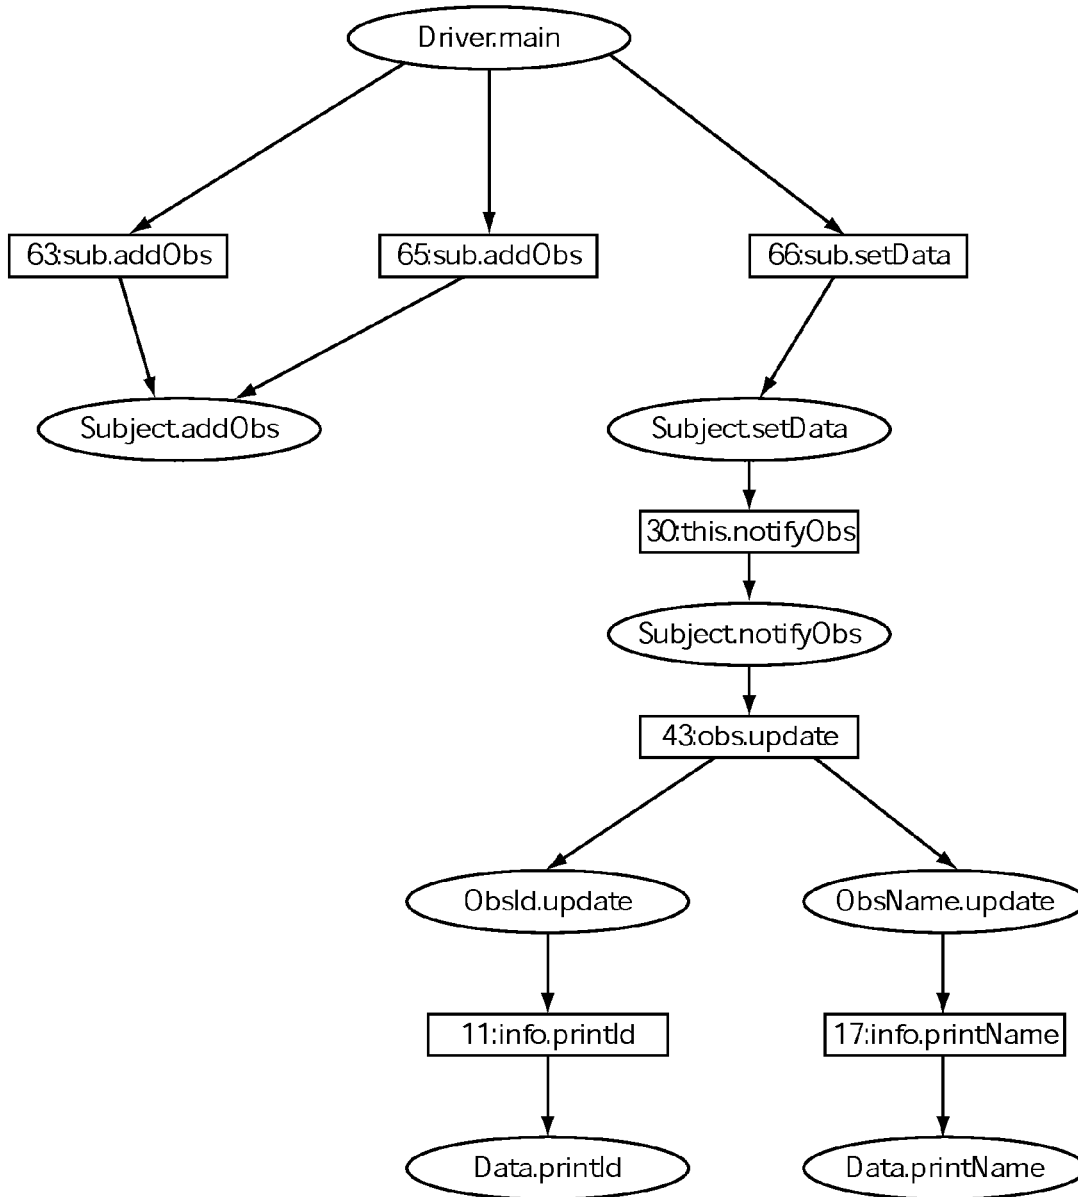 Driver.main
63:sub.addObs
65:sub.addObs
66:sub.setData
Subject.addObs
Subject.setData
30:this.notifyObs
Subject.notifyObs
43:obs.update
ObsId.update
ObsName.update
11:info.printId
17:info.printName
Data.printId
Data.printName